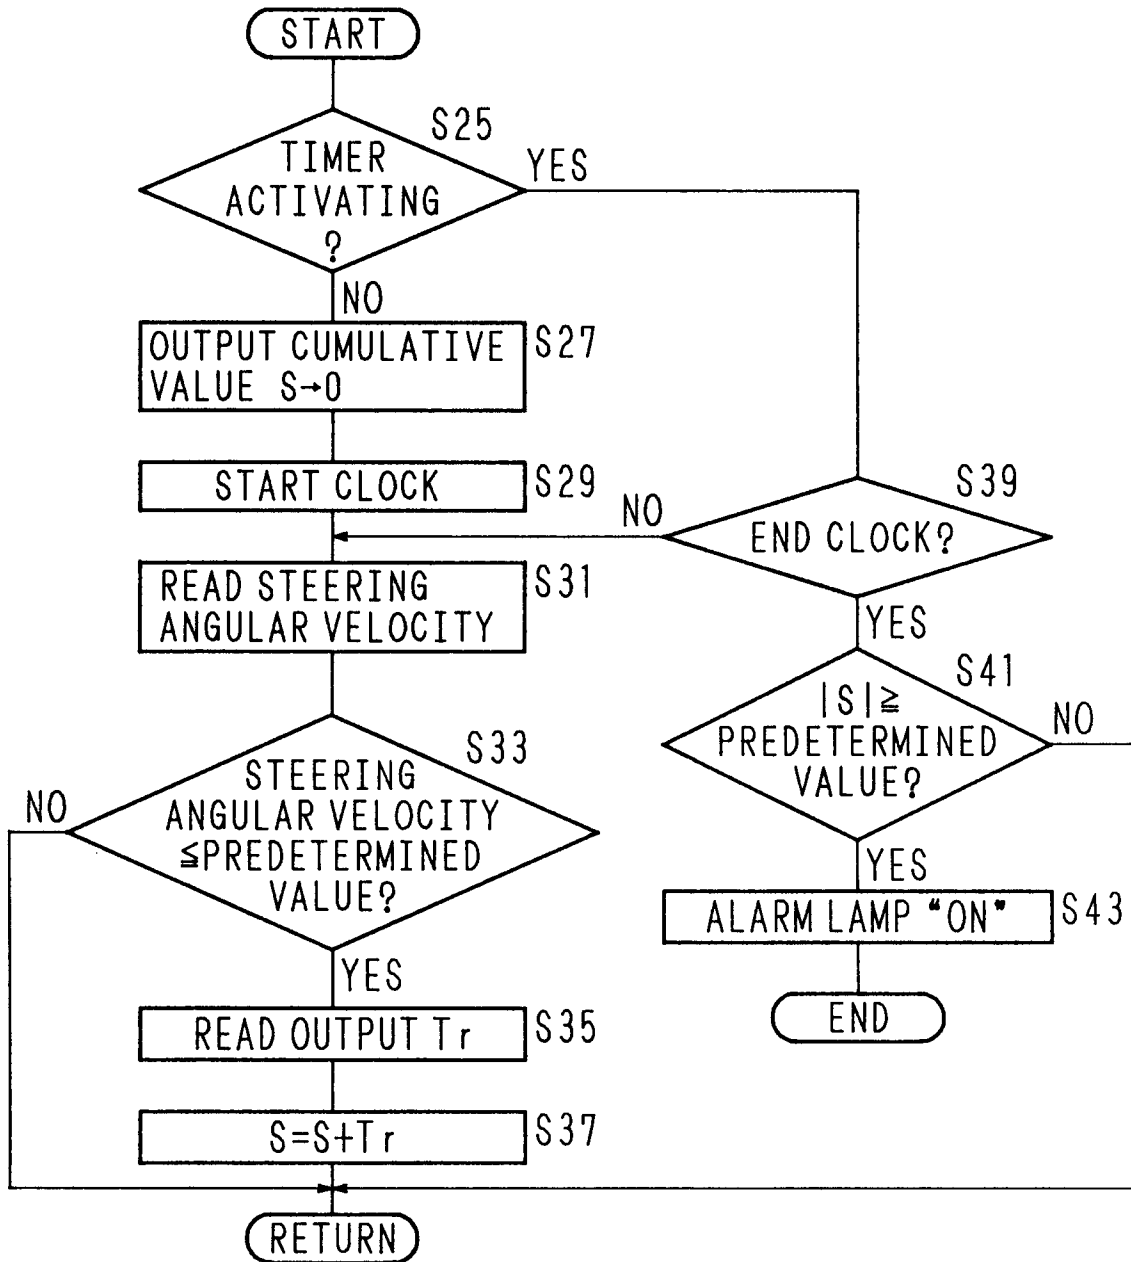 START
S25
TIMER
ACTIVATING
?
YES
NO
OUTPUT CUMULATIVE
VALUE S→0
S27
START CLOCK
S29
NO
END CLOCK?
S39
READ STEERING
ANGULAR VELOCITY
S31
YES
S41
|S|≧
PREDETERMINED
VALUE?
NO
S33
STEERING
ANGULAR VELOCITY
≦PREDETERMINED
VALUE?
NO
YES
ALARM LAMP “ON”
S43
END
YES
READ OUTPUT Tr
S35
S=S+Tr
S37
RETURN